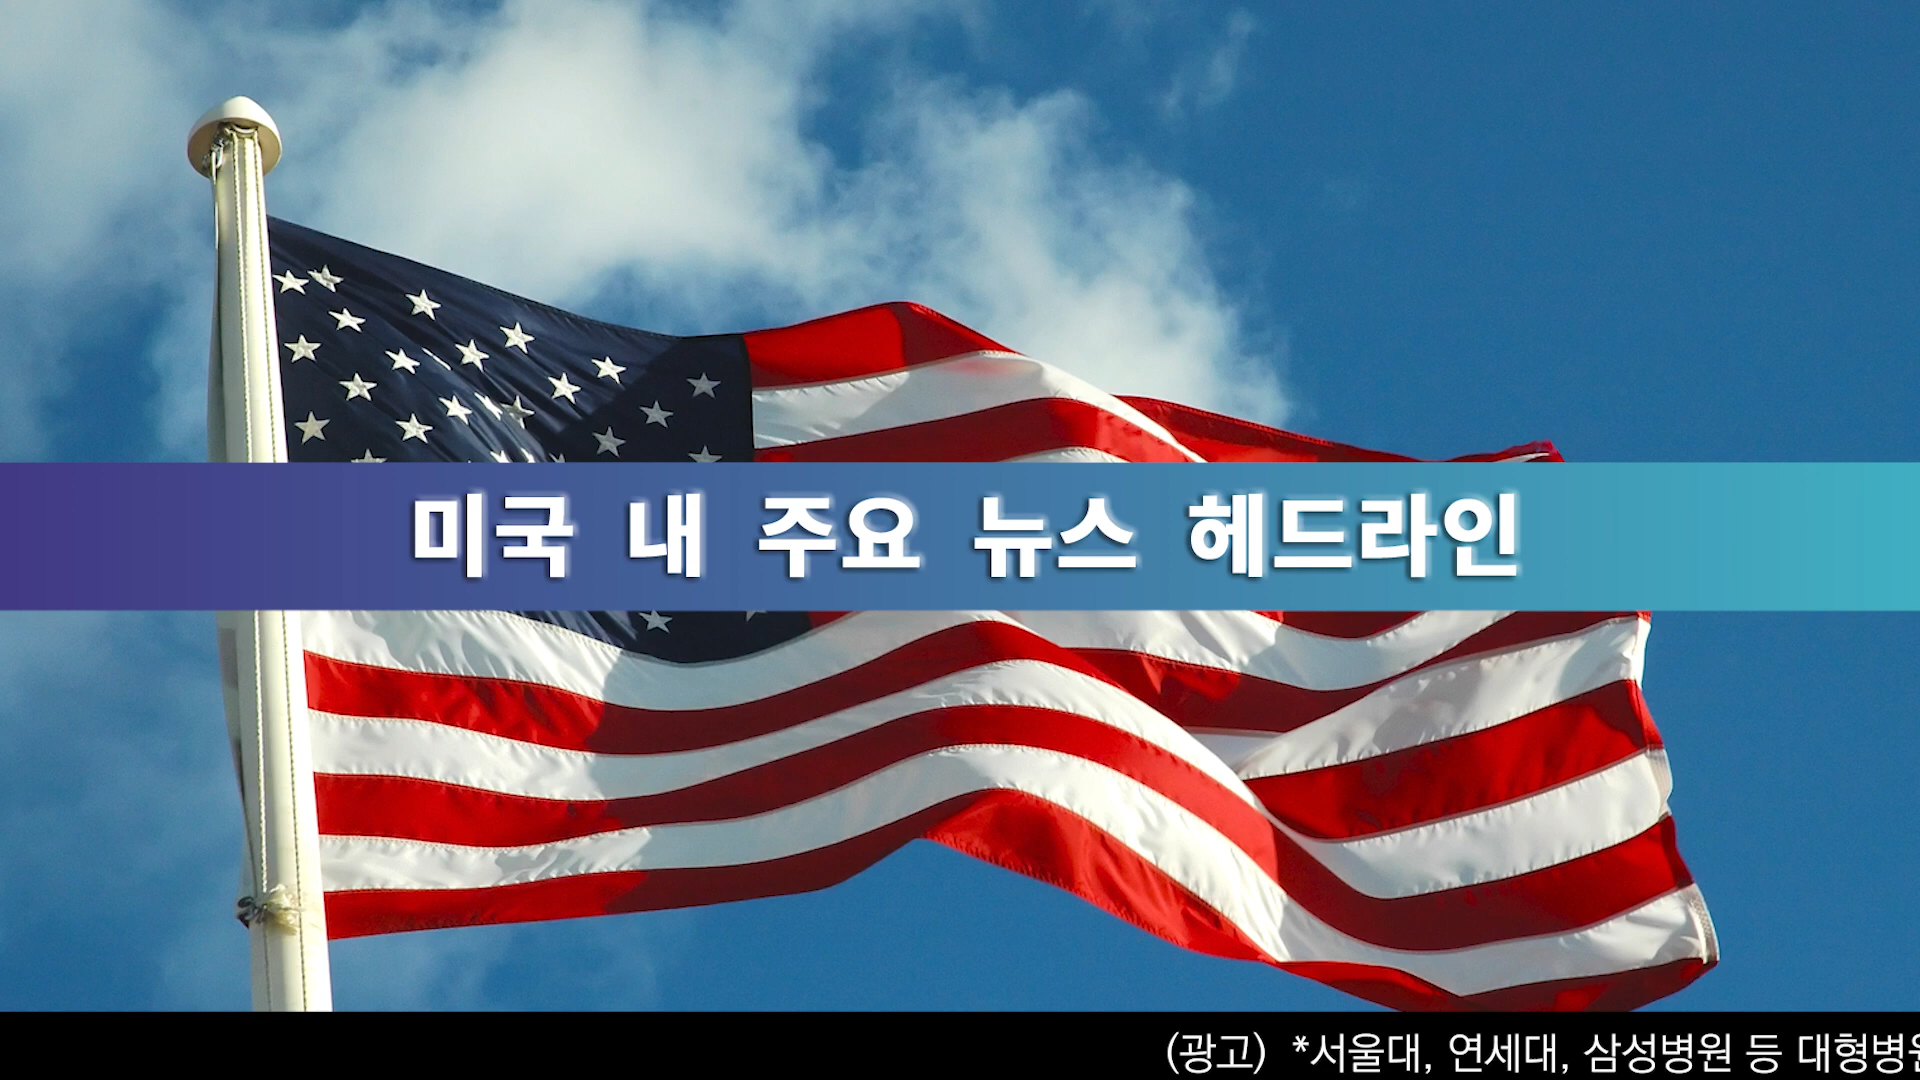 미국 내 주요 뉴스 헤드라인
(광고) *서울대, 연세대, 삼성병원 등 대형병원